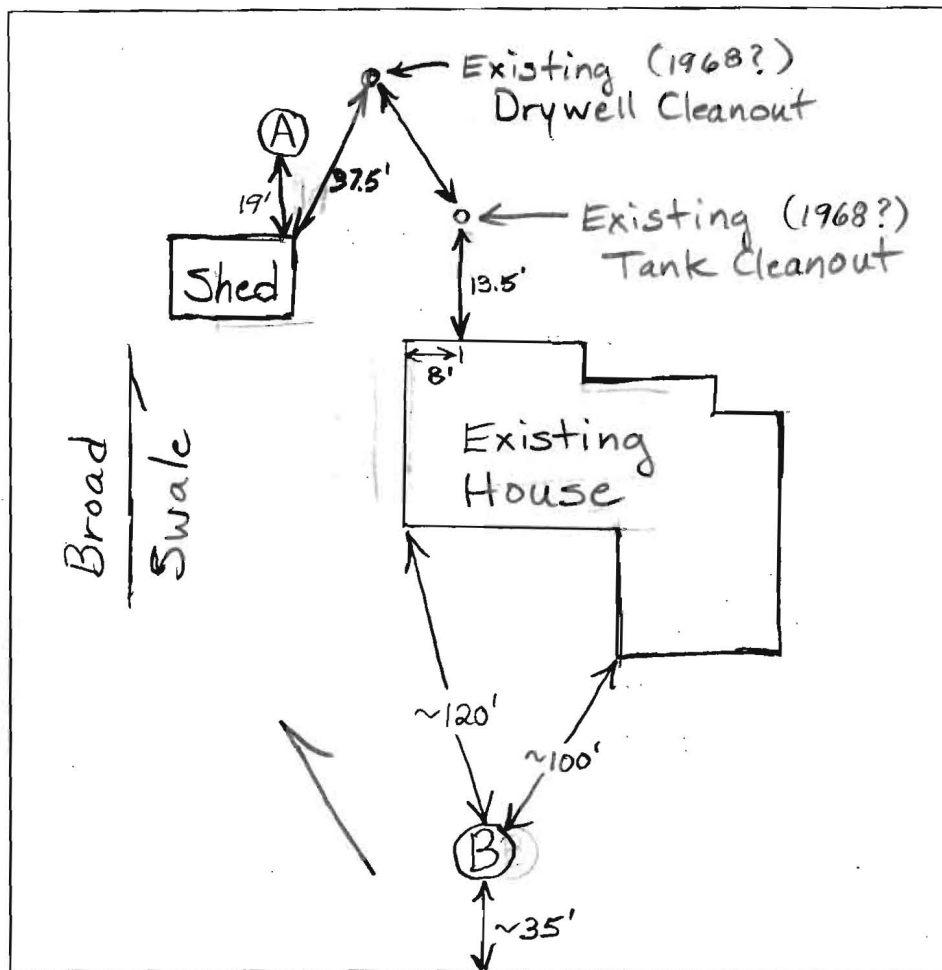 Existing (1968?)
Drywell Cleanout
A
37.5'
19'
Existing (1968?)
Tank Cleanout
Shed
13.5'
8'
Existing
House
Broad
Swale
~120'
~100'
B
~35'